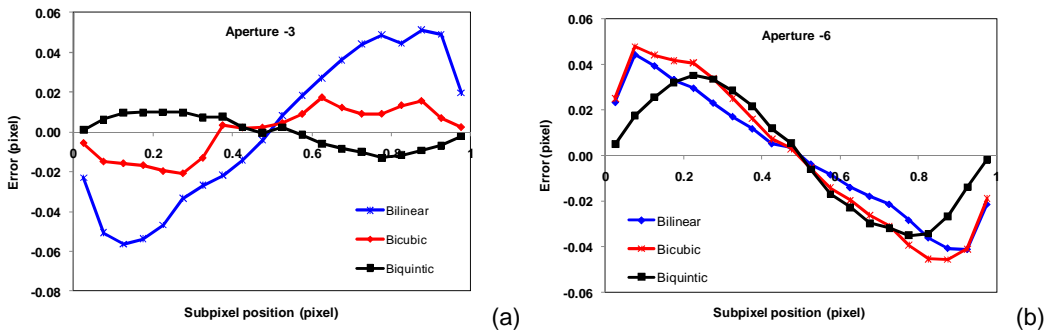 Aperture -3
0.06
0.04
0.02
0.00
-0.02
-0.04
-0.06
-0.08
0 0.2 0.4 0.6 0.8 1
Error (pixel)
Subpixel position (pixel)
Bilinear
Bicubic
Biquintic
(a)
Aperture -6
0.06
0.04
0.02
0.00
-0.02
-0.04
-0.06
0 0.2 0.4 0.6 0.8 1
Error (pixel)
Subpixel position (pixel)
Bilinear
Bicubic
Biquintic
(b)